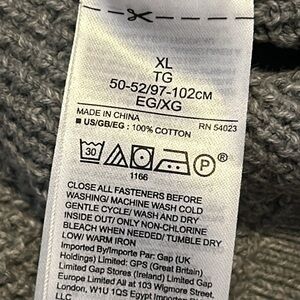 XL
TG
50-52/97-102CM
EG/XG
MADE IN CHINA RN 54023
■ US/GB/EG : 100% COTTON
30 P
1166
CLOSE ALL FASTENERS BEFORE
WASHING/ MACHINE WASH COLD
GENTLE CYCLE/ WASH AND DRY
INSIDE OUT/ ONLY NON-CHLORINE
BLEACH WHEN NEEDED/ TUMBLE DRY
LOW/ WARM IRON
Imported By/Importé Par: Gap (UK
Holdings) Limited: GPS (Great Britain)
Limited Gap Stores (Ireland) Limited Gap
Europe Limited All at 103 Wigmore Street,
London, W1U 1QS Egypt Importer:
LLC